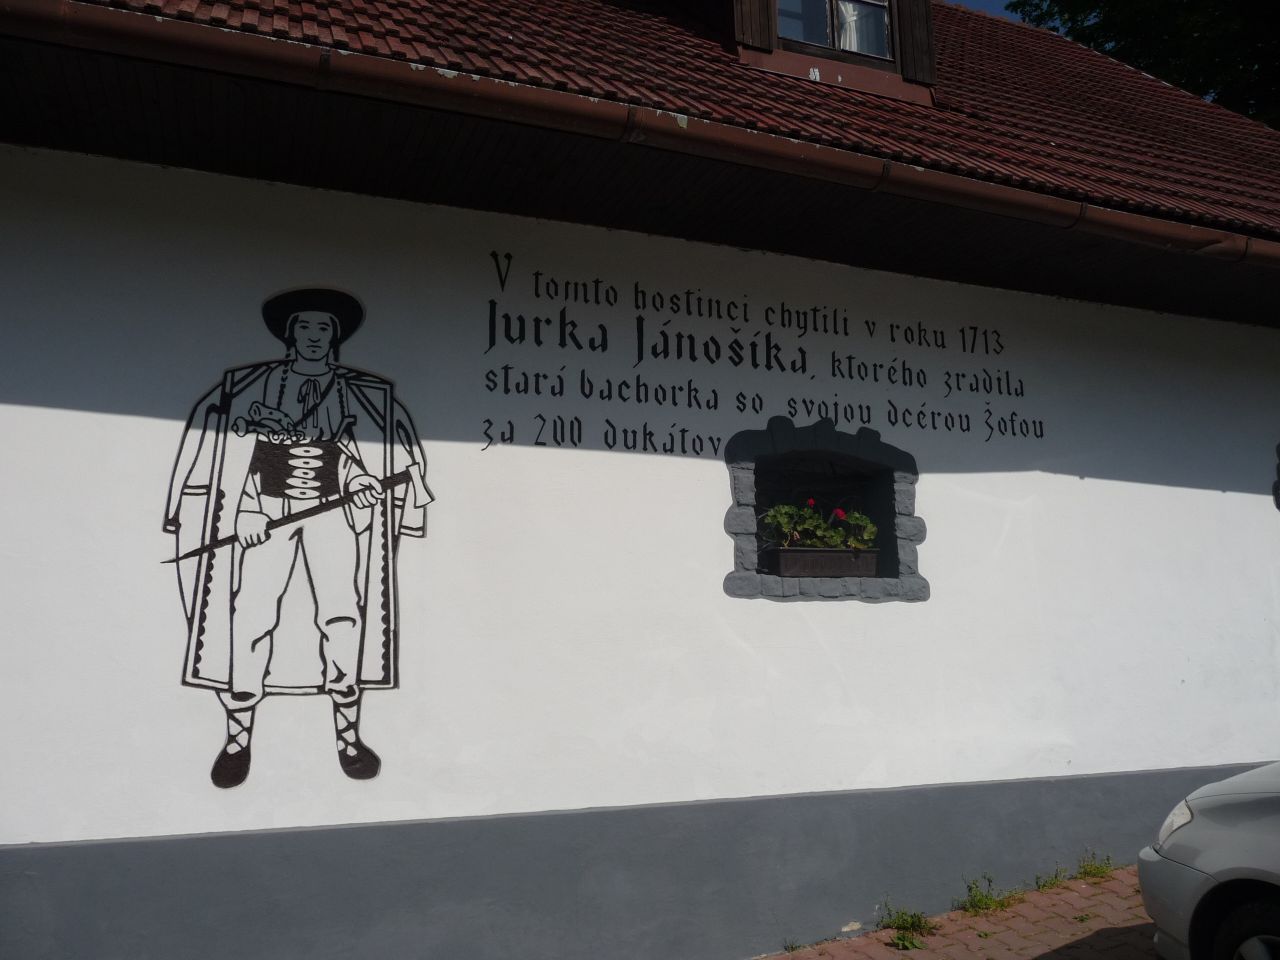 V tomto hostinci chytili v roku 1713
Jurka Jánošíka, ktorého zradila
stará bachorka so svojou dcérou Žofou
za 200 dukátov